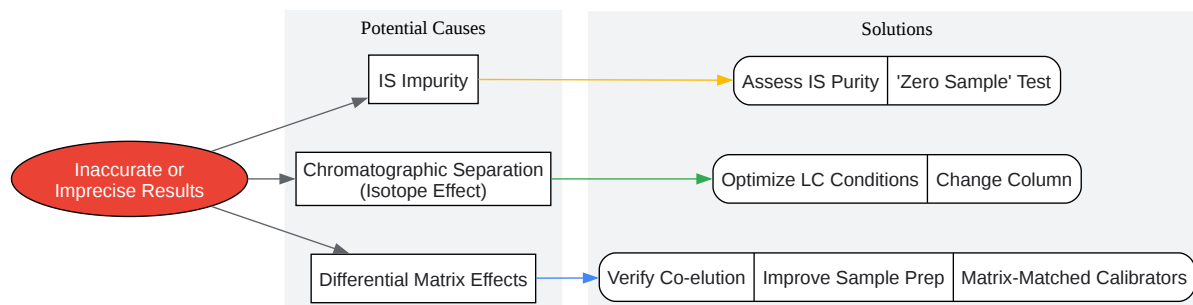 Potential Causes
Solutions
IS Impurity
Assess IS Purity
'Zero Sample' Test
Inaccurate or
Imprecise Results
Chromatographic Separation
(Isotope Effect)
Optimize LC Conditions
Change Column
Differential Matrix Effects
Verify Co-elution
Improve Sample Prep
Matrix-Matched Calibrators